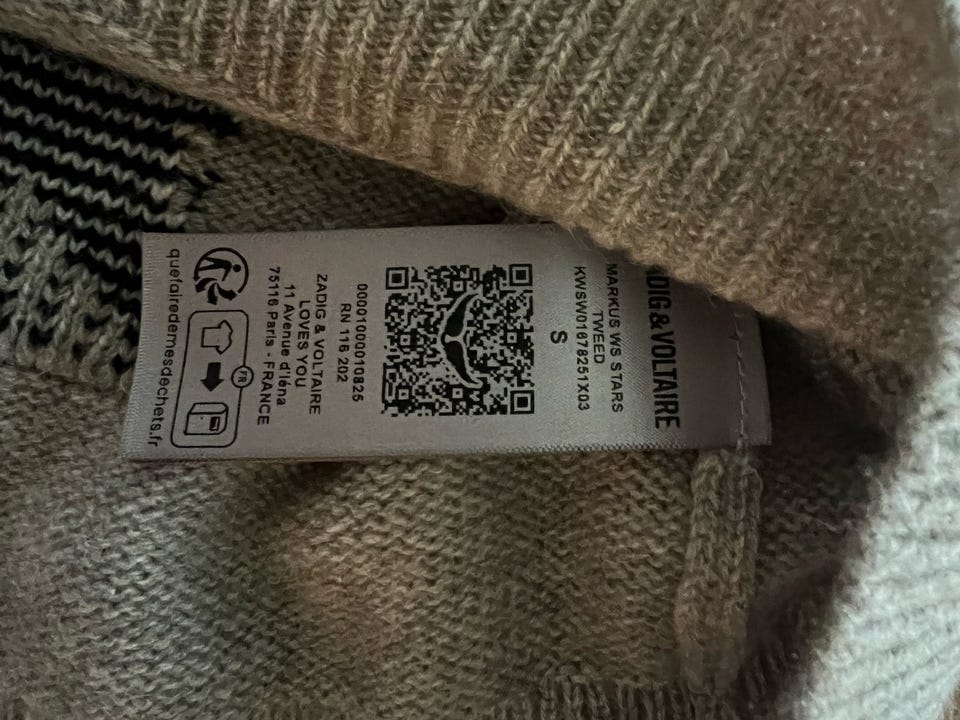 ADIG & VOLTAIRE
MARKUS WS STARS
TWEED
KWSW01678251X03
S
0001000010825
RN 116 202
ZADIG & VOLTAIRE
LOVES YOU
11 Avenue d'Iéna
75116 Paris - FRANCE
FR
quefairedemesdechets.fr